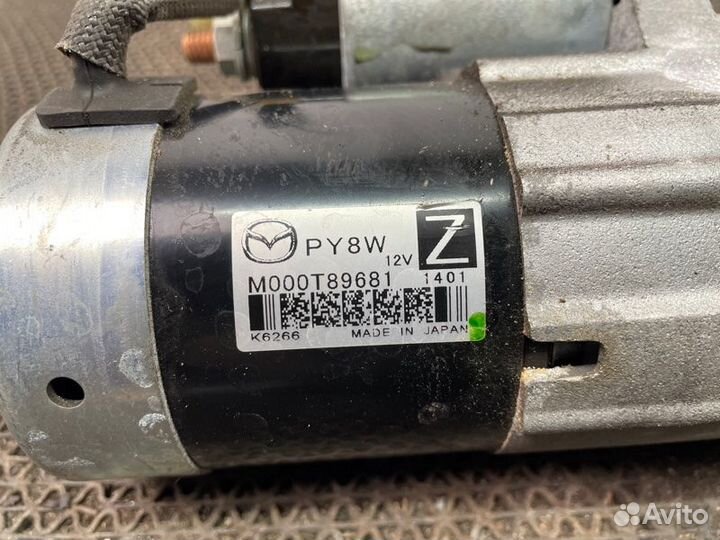 PY8W 12V Z
M000T89681 1401
K6266 MADE IN JAPAN
Avito